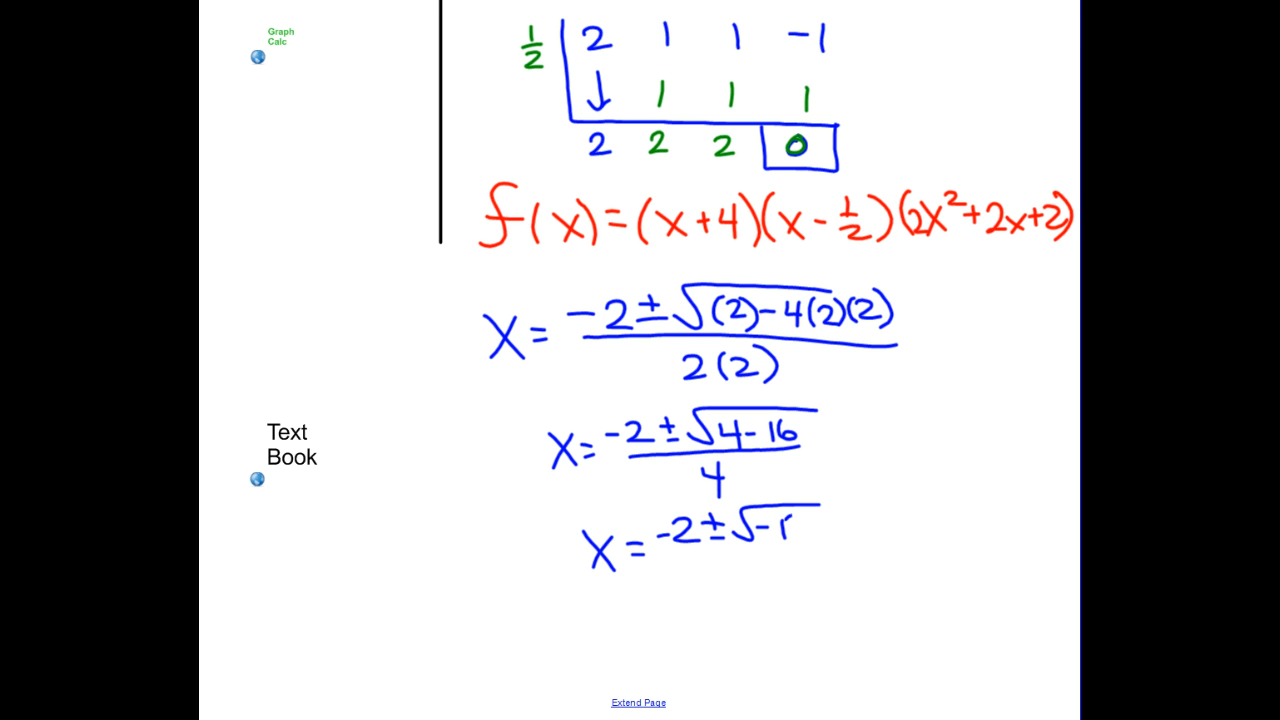 Graph
Calc
1/2 | 2 1 1 -1
↓ 1 1 1
2 2 2 0
f(x) = (x+4)(x - 1/2)(2x² + 2x + 2)
x = (-2 ± √((2) - 4(2)(2))) / 2(2)
x = (-2 ± √(4 - 16)) / 4
Text
Book
x = -2 ± √(-1
Extend Page